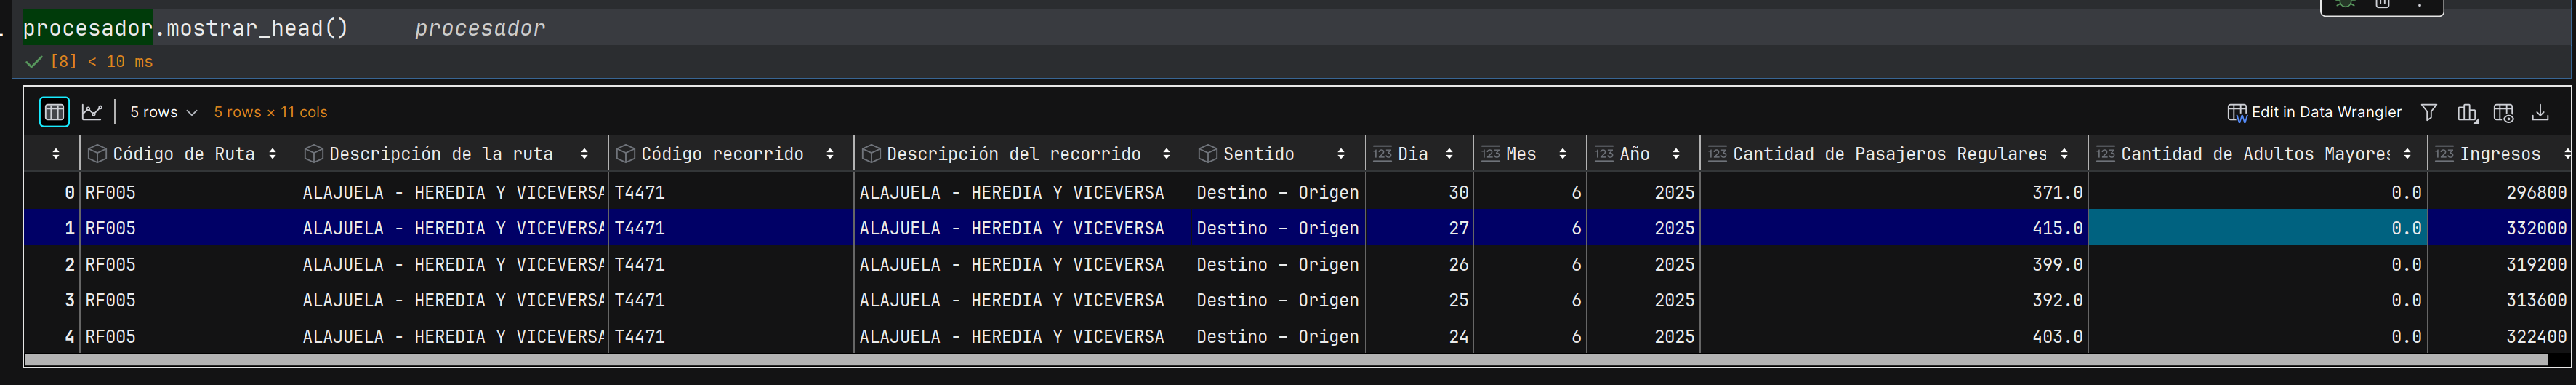 procesador.mostrar_head() procesador
[8] < 10 ms
5 rows 5 rows × 11 cols Edit in Data Wrangler
Código de Ruta Descripción de la ruta Código recorrido Descripción del recorrido Sentido 123 Dia 123 Mes 123 Año 123 Cantidad de Pasajeros Regulares 123 Cantidad de Adultos Mayores 123 Ingresos
0 RF005 ALAJUELA - HEREDIA Y VICEVERSA T4471 ALAJUELA - HEREDIA Y VICEVERSA Destino – Origen 30 6 2025 371.0 0.0 296800
1 RF005 ALAJUELA - HEREDIA Y VICEVERSA T4471 ALAJUELA - HEREDIA Y VICEVERSA Destino – Origen 27 6 2025 415.0 0.0 332000
2 RF005 ALAJUELA - HEREDIA Y VICEVERSA T4471 ALAJUELA - HEREDIA Y VICEVERSA Destino – Origen 26 6 2025 399.0 0.0 319200
3 RF005 ALAJUELA - HEREDIA Y VICEVERSA T4471 ALAJUELA - HEREDIA Y VICEVERSA Destino – Origen 25 6 2025 392.0 0.0 313600
4 RF005 ALAJUELA - HEREDIA Y VICEVERSA T4471 ALAJUELA - HEREDIA Y VICEVERSA Destino – Origen 24 6 2025 403.0 0.0 322400